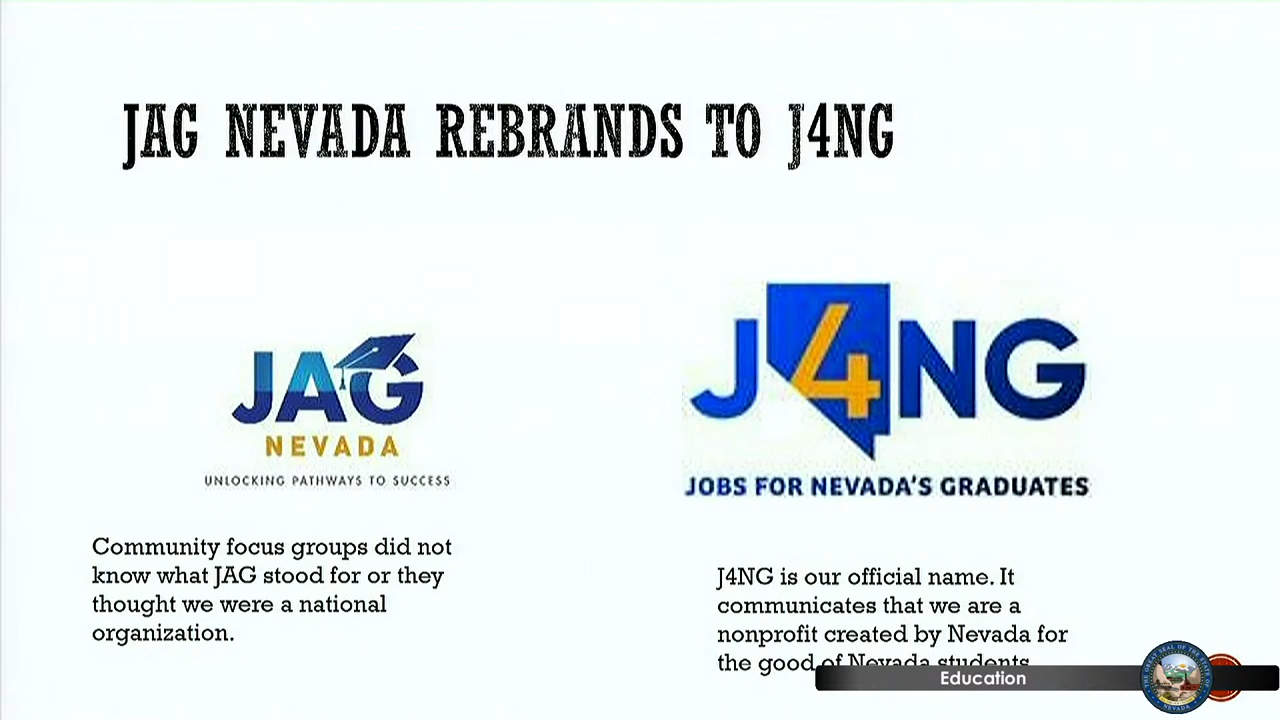 JAG NEVADA REBRANDS TO J4NG
JAG
NEVADA
UNLOCKING PATHWAYS TO SUCCESS
J4NG
JOBS FOR NEVADA'S GRADUATES
Community focus groups did not
know what JAG stood for or they
thought we were a national
organization.
J4NG is our official name. It
communicates that we are a
nonprofit created by Nevada for
the good of Nevada students
Education